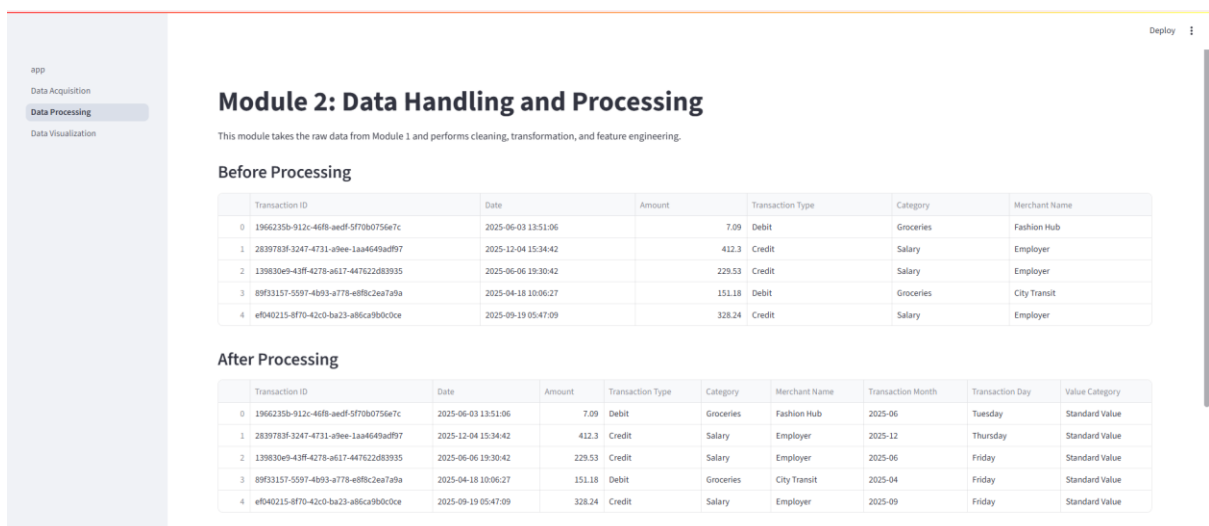 Deploy
app
Data Acquisition
Data Processing
Data Visualization
Module 2: Data Handling and Processing
This module takes the raw data from Module 1 and performs cleaning, transformation, and feature engineering.
Before Processing
Transaction ID Date Amount Transaction Type Category Merchant Name
0 1966235b-912c-46f8-aedf-5f70b0756e7c 2025-06-03 13:51:06 7.09 Debit Groceries Fashion Hub
1 2839783f-3247-4731-a9ee-1aa4649adf97 2025-12-04 15:34:42 412.3 Credit Salary Employer
2 139830e9-43ff-4278-a617-447622d83935 2025-06-06 19:30:42 229.53 Credit Salary Employer
3 89f33157-5597-4b93-a778-e8f8c2ea7a9a 2025-04-18 10:06:27 151.18 Debit Groceries City Transit
4 ef040215-8f70-42c0-ba23-a86ca9b0c0ce 2025-09-19 05:47:09 328.24 Credit Salary Employer
After Processing
Transaction ID Date Amount Transaction Type Category Merchant Name Transaction Month Transaction Day Value Category
0 1966235b-912c-46f8-aedf-5f70b0756e7c 2025-06-03 13:51:06 7.09 Debit Groceries Fashion Hub 2025-06 Tuesday Standard Value
1 2839783f-3247-4731-a9ee-1aa4649adf97 2025-12-04 15:34:42 412.3 Credit Salary Employer 2025-12 Thursday Standard Value
2 139830e9-43ff-4278-a617-447622d83935 2025-06-06 19:30:42 229.53 Credit Salary Employer 2025-06 Friday Standard Value
3 89f33157-5597-4b93-a778-e8f8c2ea7a9a 2025-04-18 10:06:27 151.18 Debit Groceries City Transit 2025-04 Friday Standard Value
4 ef040215-8f70-42c0-ba23-a86ca9b0c0ce 2025-09-19 05:47:09 328.24 Credit Salary Employer 2025-09 Friday Standard Value